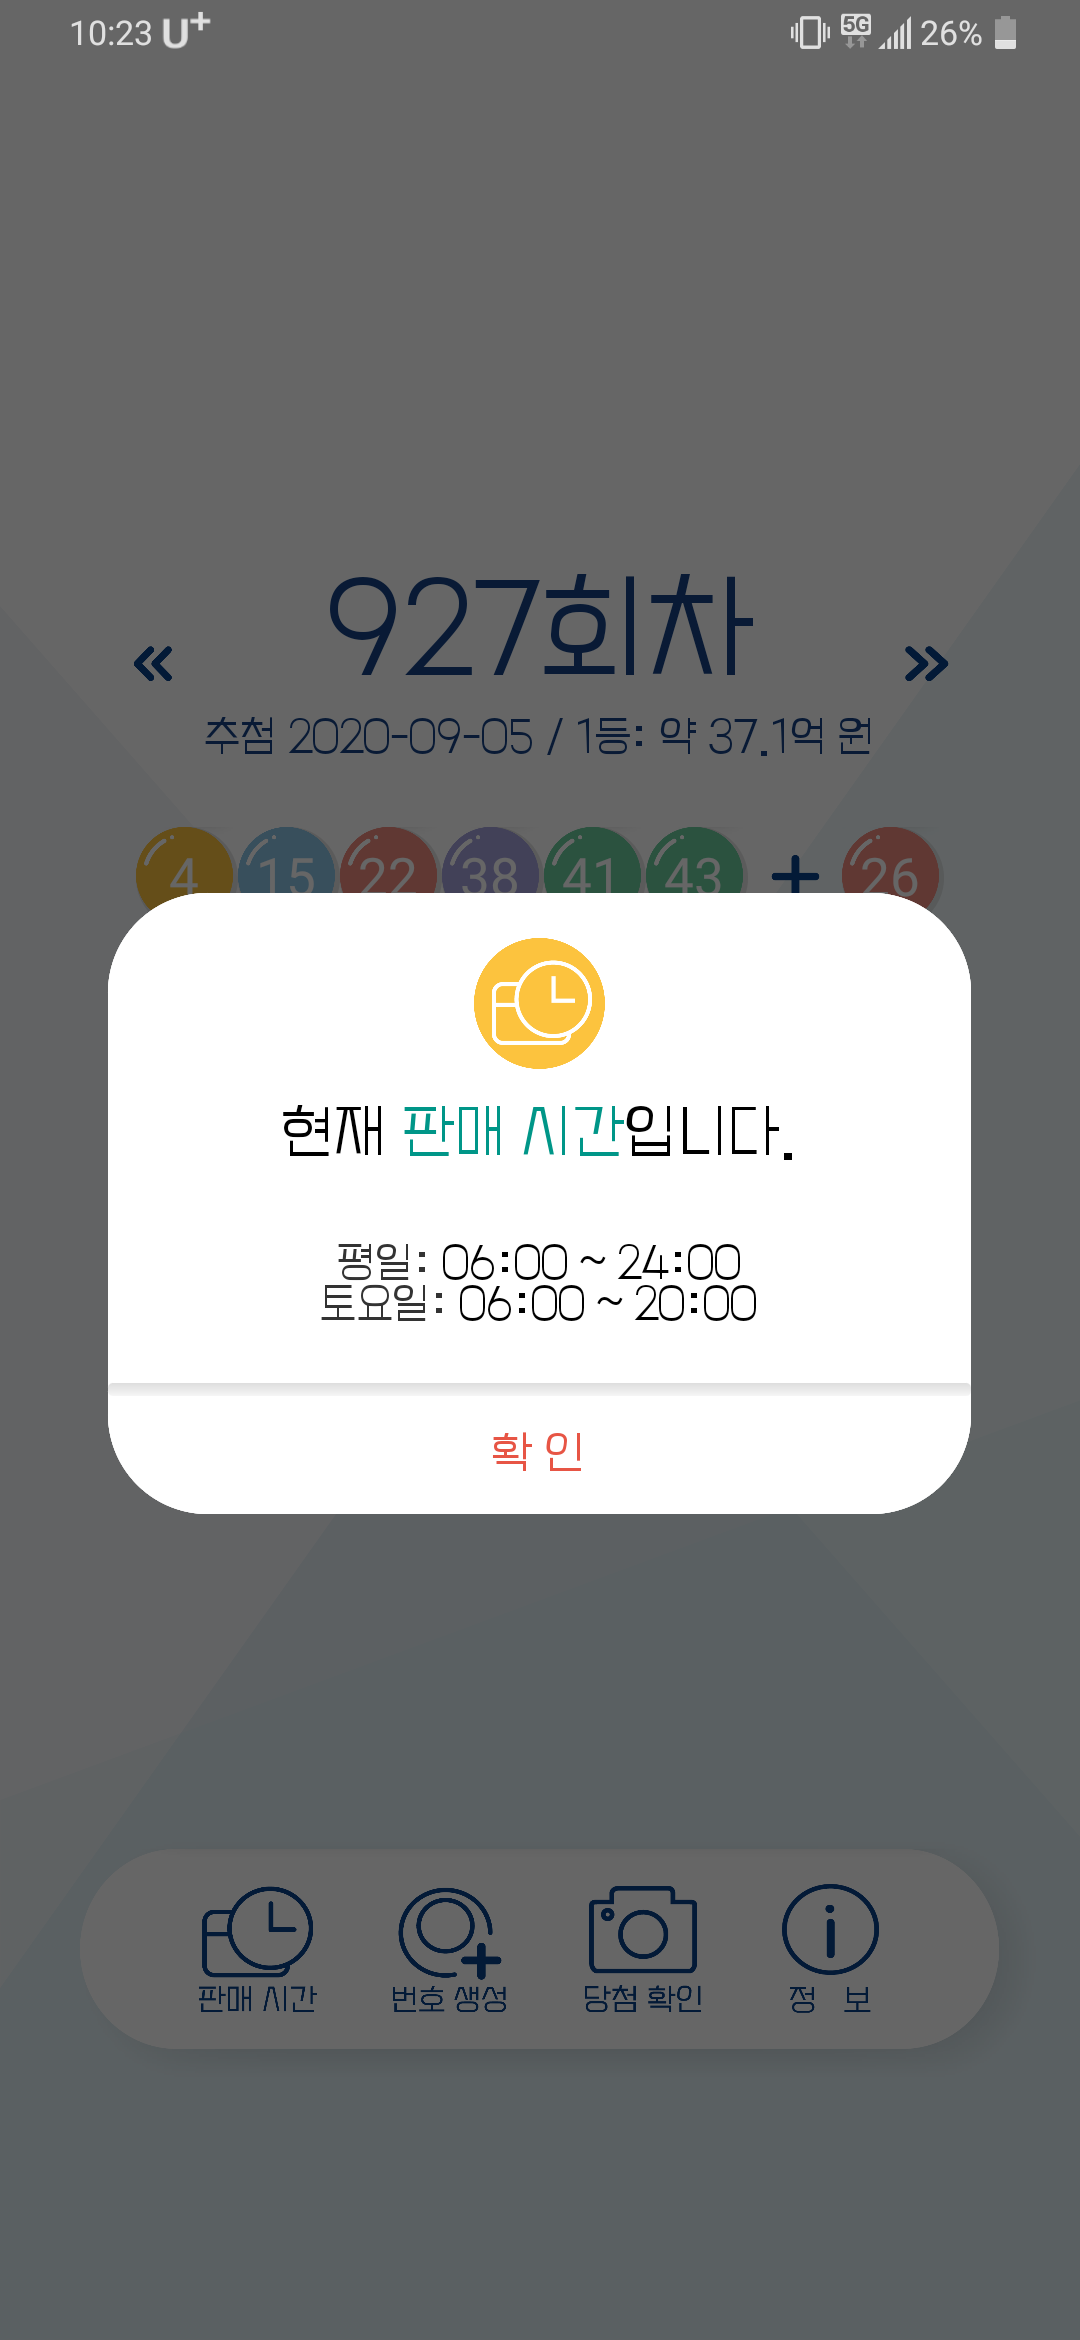 10:23 U+ 5G 26%
927회차
추첨 2020-09-05 / 1등: 약 37.1억 원
4 15 22 38 41 43 + 26
현재 판매 시간입니다.
평일: 06:00 ~ 24:00
토요일: 06:00 ~ 20:00
확 인
판매 시간 번호 생성 당첨 확인 정 보